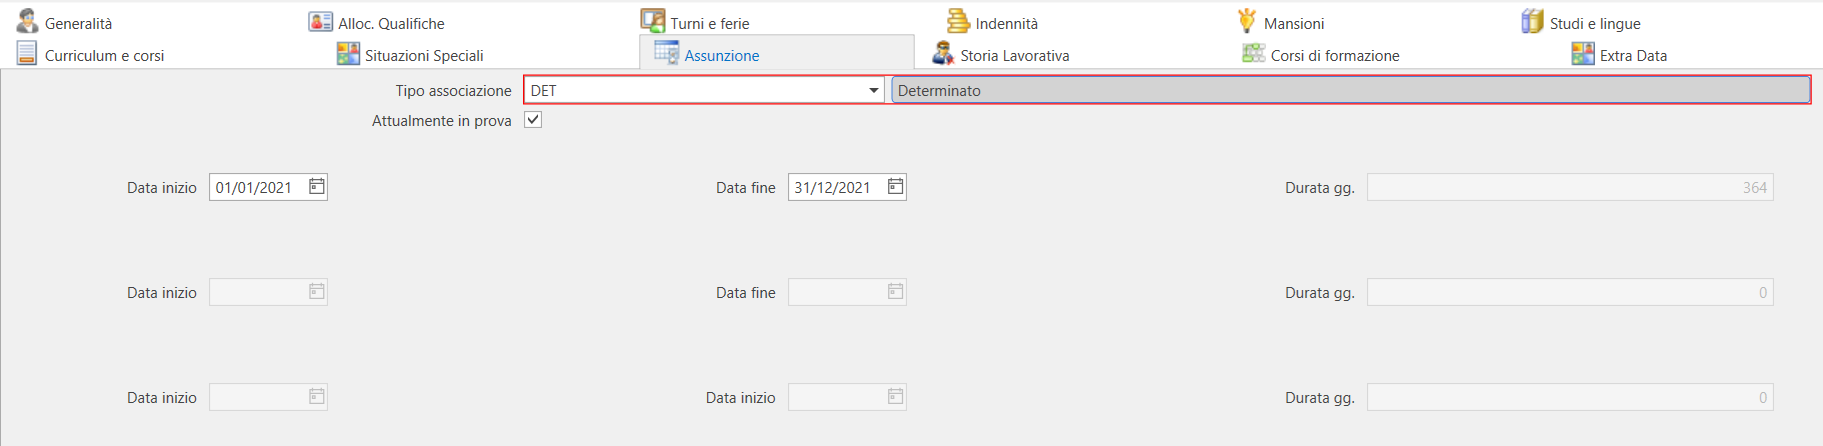 Generalità Alloc. Qualifiche Turni e ferie Indennità Mansioni Studi e lingue
Curriculum e corsi Situazioni Speciali Assunzione Storia Lavorativa Corsi di formazione Extra Data
Tipo associazione DET Determinato
Attualmente in prova
Data inizio 01/01/2021 Data fine 31/12/2021 Durata gg. 364
Data inizio Data fine Durata gg. 0
Data inizio Data inizio Durata gg. 0